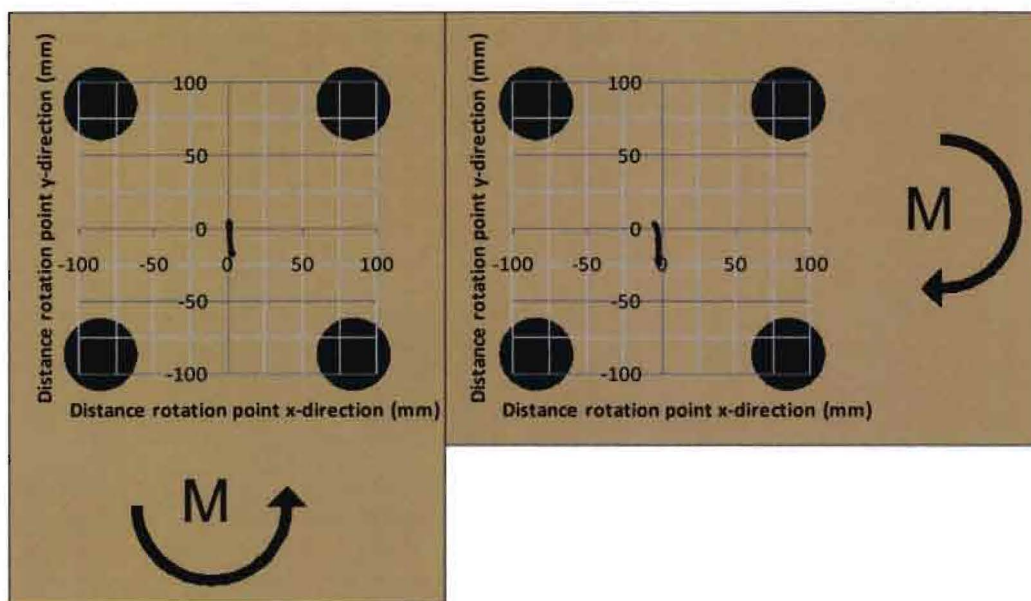 Distance rotation point y-direction (mm)
100
50
0
-100 -50 0 50 100
-50
-100
Distance rotation point x-direction (mm)
M
Distance rotation point y-direction (mm)
100
50
0
-100 -50 0 50 100
-50
-100
Distance rotation point x-direction (mm)
M